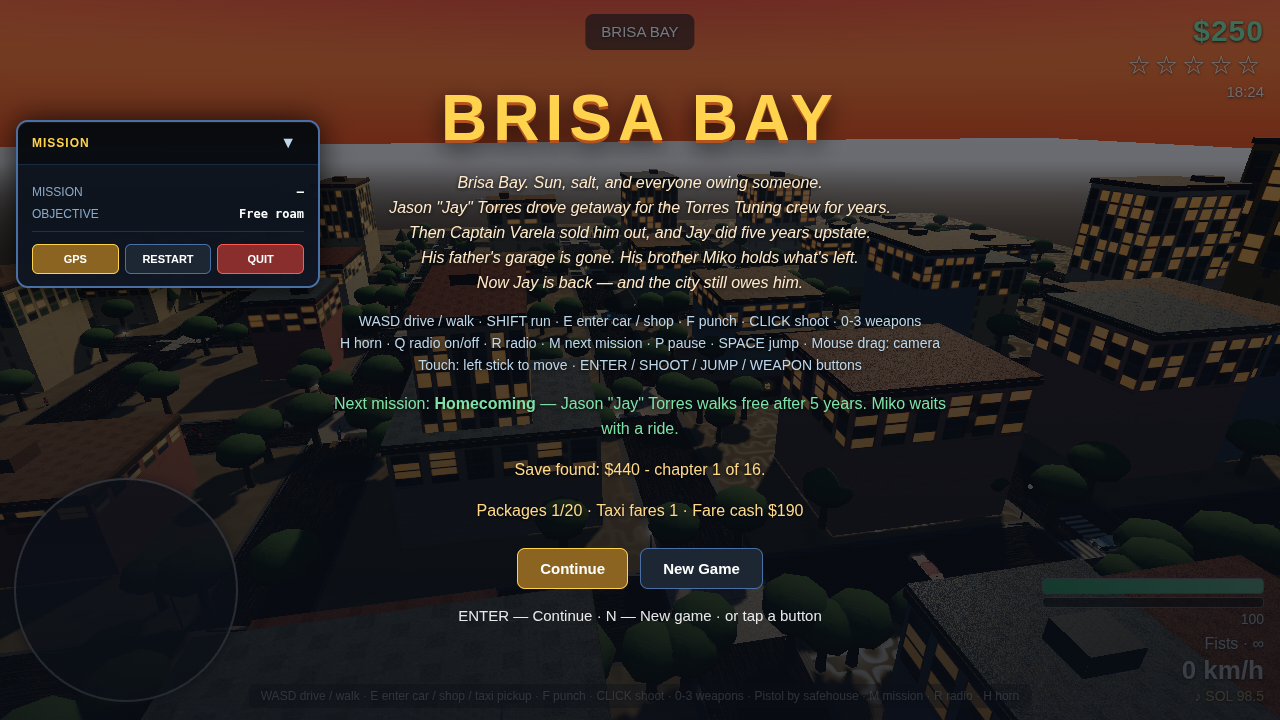 BRISA BAY
$250
☆☆☆☆☆
18:24
BRISA BAY
MISSION ▼
MISSION –
OBJECTIVE Free roam
GPS RESTART QUIT
Brisa Bay. Sun, salt, and everyone owing someone.
Jason "Jay" Torres drove getaway for the Torres Tuning crew for years.
Then Captain Varela sold him out, and Jay did five years upstate.
His father's garage is gone. His brother Miko holds what's left.
Now Jay is back — and the city still owes him.
WASD drive / walk · SHIFT run · E enter car / shop · F punch · CLICK shoot · 0-3 weapons
H horn · Q radio on/off · R radio · M next mission · P pause · SPACE jump · Mouse drag: camera
Touch: left stick to move · ENTER / SHOOT / JUMP / WEAPON buttons
Next mission: Homecoming — Jason "Jay" Torres walks free after 5 years. Miko waits
with a ride.
Save found: $440 - chapter 1 of 16.
Packages 1/20 · Taxi fares 1 · Fare cash $190
Continue New Game
ENTER — Continue · N — New game · or tap a button
100
Fists · ∞
0 km/h
♪ SOL 98.5
WASD drive / walk · E enter car / shop / taxi pickup · F punch · CLICK shoot · 0-3 weapons · Pistol by safehouse · M mission · R radio · H horn